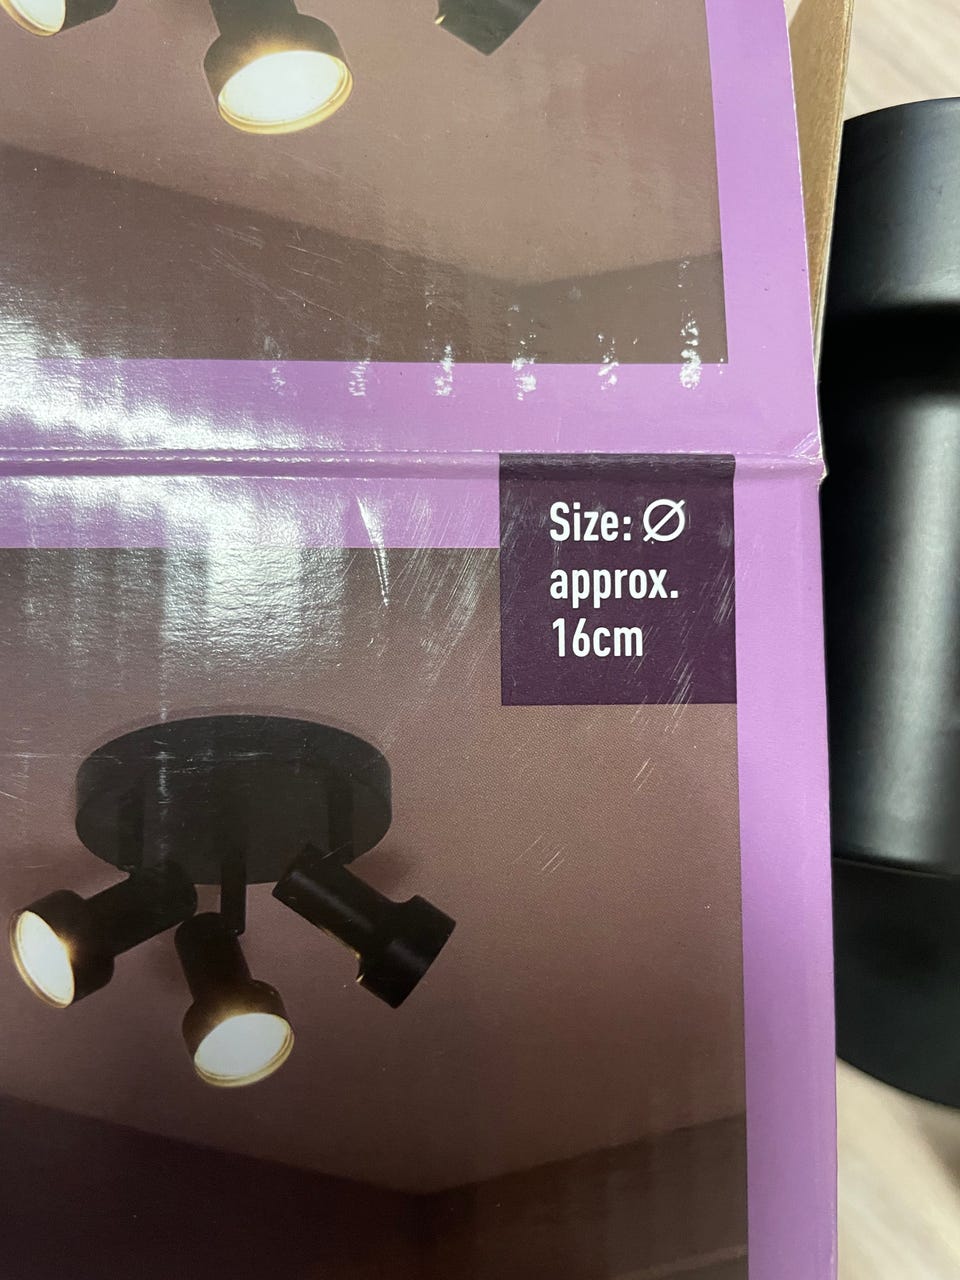 Size: Ø
approx.
16cm